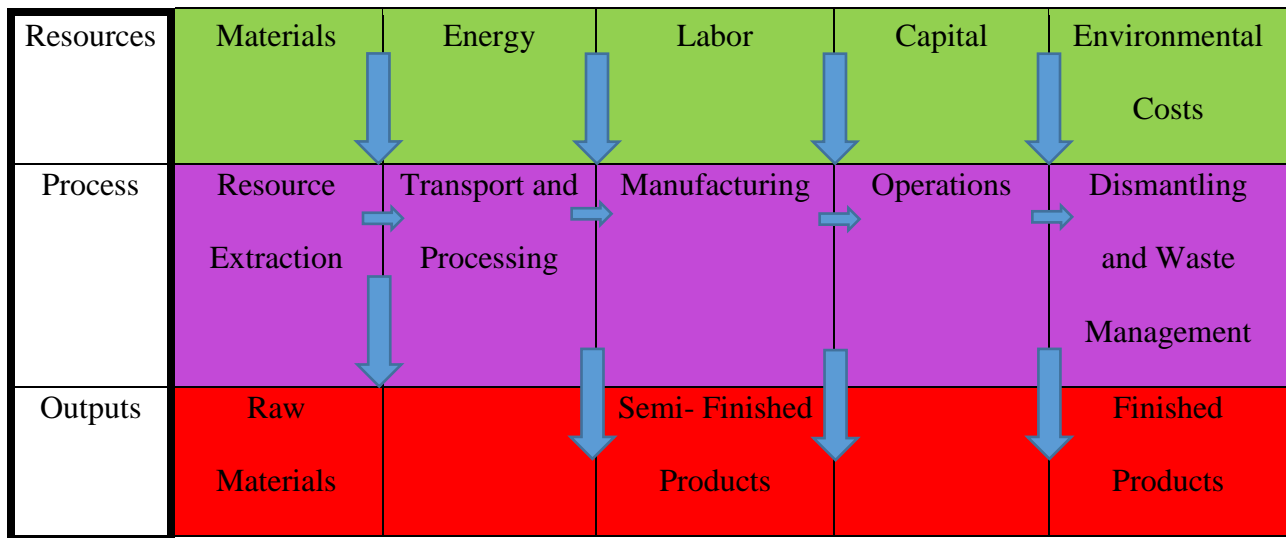 Resources Materials Energy Labor Capital Environmental
Costs
Process Resource Transport and Manufacturing Operations Dismantling
Extraction Processing and Waste
Management
Outputs Raw Semi- Finished Finished
Materials Products Products